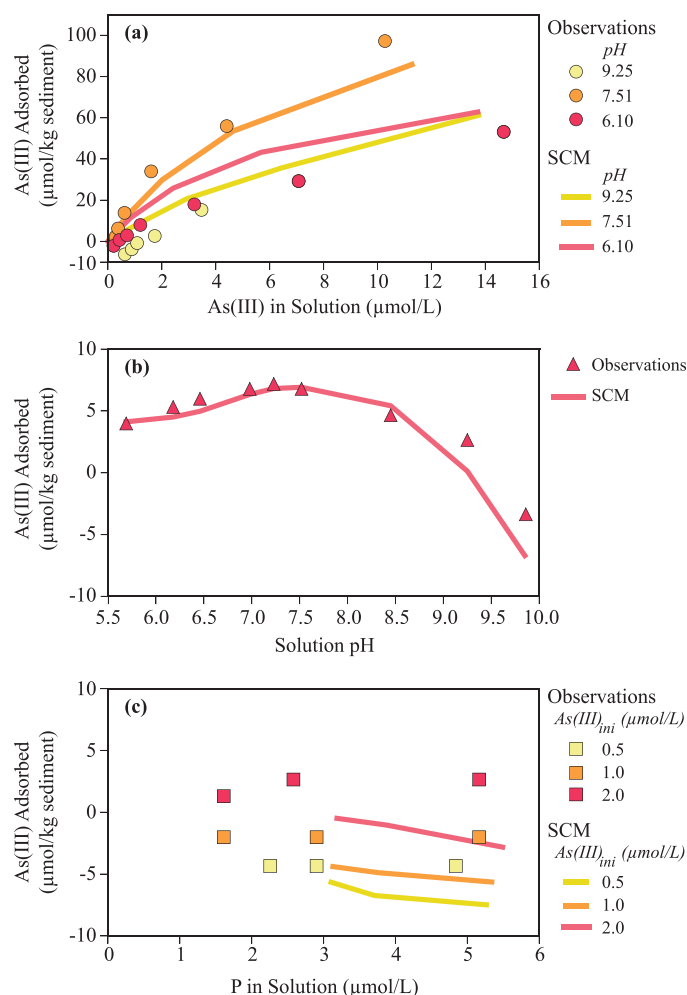 (a)
As(III) Adsorbed
(µmol/kg sediment)
100
80
60
40
20
0
-10
0
2
4
6
8
10
12
14
16
As(III) in Solution (µmol/L)
Observations
pH
9.25
7.51
6.10
SCM
pH
9.25
7.51
6.10
(b)
As(III) Adsorbed
(µmol/kg sediment)
10
5
0
-5
-10
5.5
6.0
6.5
7.0
7.5
8.0
8.5
9.0
9.5
10.0
Solution pH
Observations
SCM
(c)
As(III) Adsorbed
(µmol/kg sediment)
10
5
0
-5
-10
0
1
2
3
4
5
6
P in Solution (µmol/L)
Observations
As(III)ini (µmol/L)
0.5
1.0
2.0
SCM
As(III)ini (µmol/L)
0.5
1.0
2.0